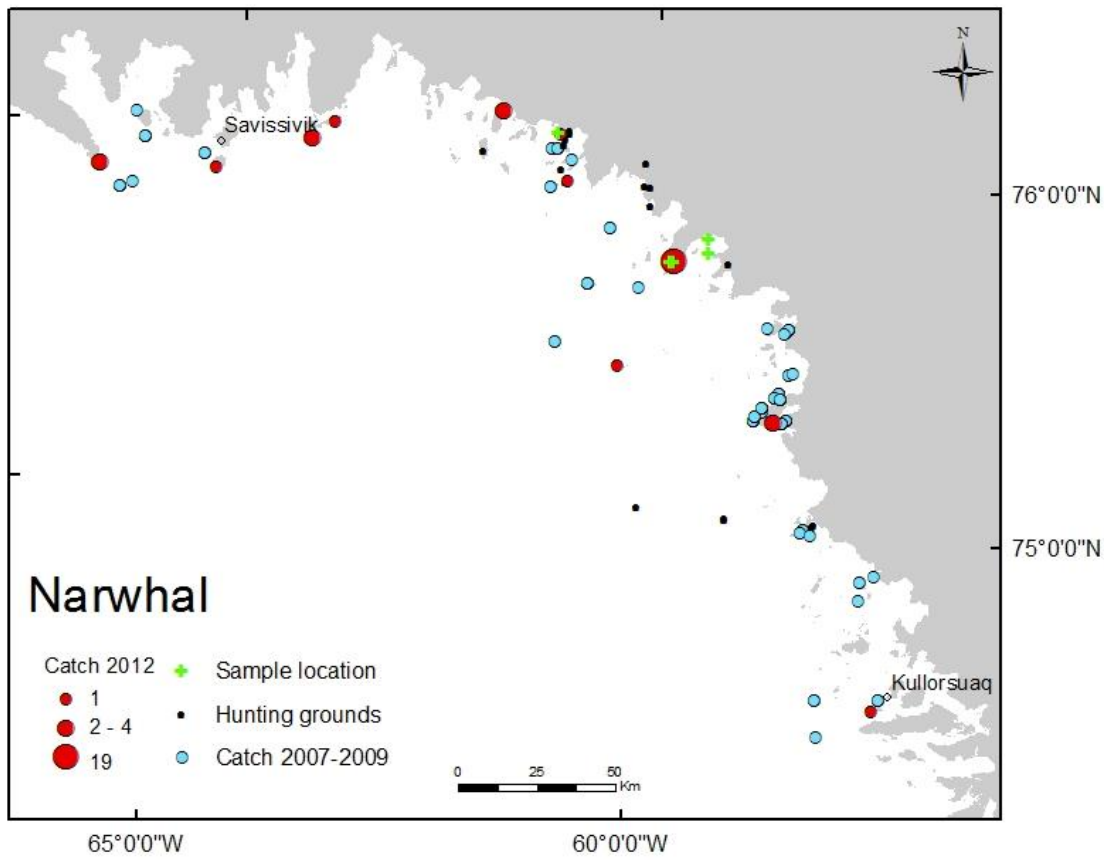 N
Savissivik
76°0'0"N
75°0'0"N
Narwhal
Catch 2012
1
2 - 4
19
Sample location
Hunting grounds
Catch 2007-2009
Kullorsuaq
0 25 50
Km
65°0'0"W 60°0'0"W